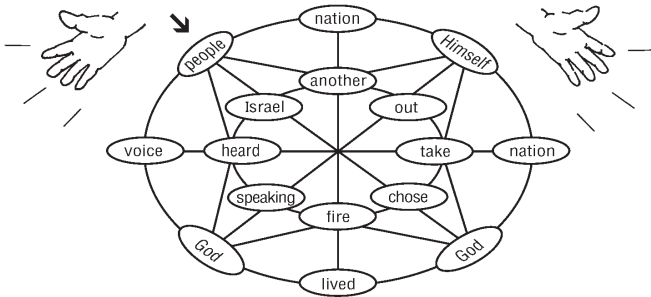 nation
people
Himself
another
Israel
out
voice
heard
take
nation
speaking
chose
fire
God
God
lived